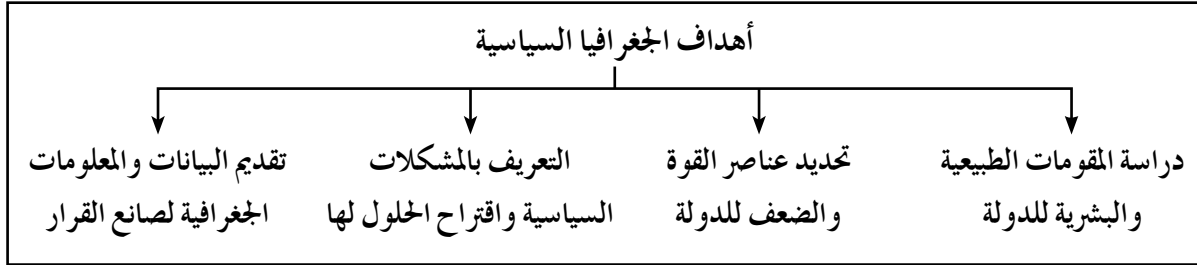 أهداف الجغرافيا السياسية
دراسة المقومات الطبيعية
والبشرية للدولة
تحديد عناصر القوة
والضعف للدولة
التعريف بالمشكلات
السياسية واقتراح الحلول لها
تقديم البيانات والمعلومات
الجغرافية لصانع القرار